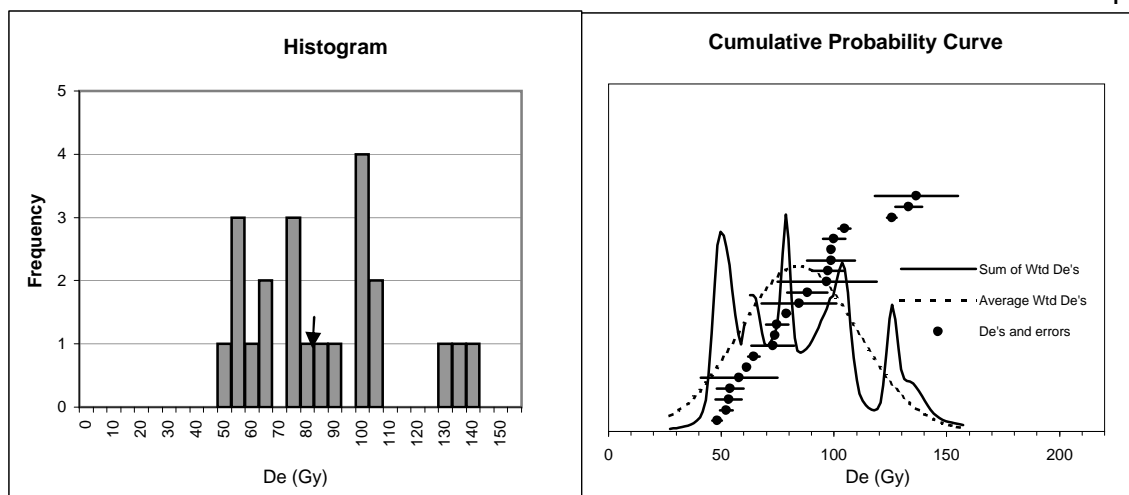 Histogram
5
4
3
2
1
0
Frequency
0 10 20 30 40 50 60 70 80 90 100 110 120 130 140 150
De (Gy)
Cumulative Probability Curve
Sum of Wtd De's
Average Wtd De's
De's and errors
0 50 100 150 200
De (Gy)